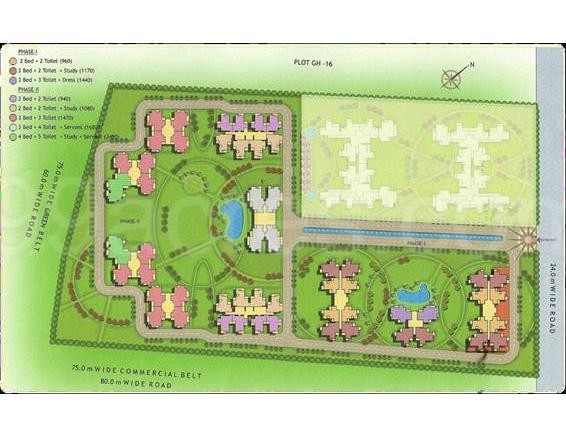 PHASE-I
2 Bed + 2 Toilet (960)
2 Bed + 2 Toilet + Study (1170)
3 Bed + 3 Toilet + Dress (1440)
PHASE-II
2 Bed + 2 Toilet (940)
2 Bed + 2 Toilet + Study (1080)
3 Bed + 3 Toilet (1470)
3 Bed + 4 Toilet + Servant
4 Bed + 5 Toilet + Study + Servant
PLOT GH -16
N
75.0 m WIDE GREEN BELT
60.0 m WIDE ROAD
PHASE-II
PHASE-I
24.0 m WIDE ROAD
75.0 m WIDE COMMERCIAL BELT
80.0 m WIDE ROAD